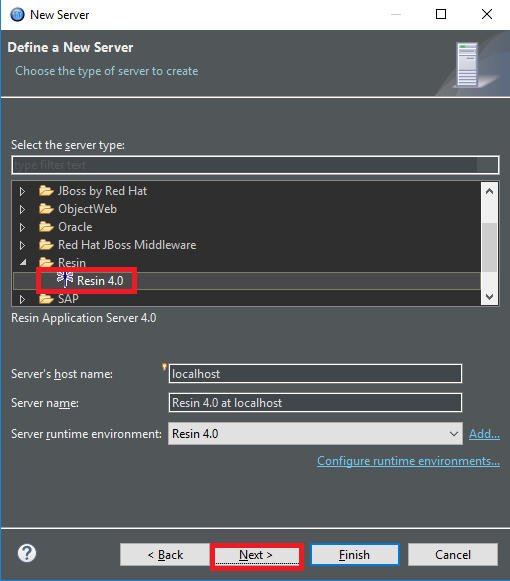 New Server
Define a New Server
Choose the type of server to create
Select the server type:
type filter text
JBoss by Red Hat
ObjectWeb
Oracle
Red Hat JBoss Middleware
Resin
Resin 4.0
SAP
Resin Application Server 4.0
Server's host name: localhost
Server name: Resin 4.0 at localhost
Server runtime environment: Resin 4.0 Add...
Configure runtime environments...
? < Back Next > Finish Cancel